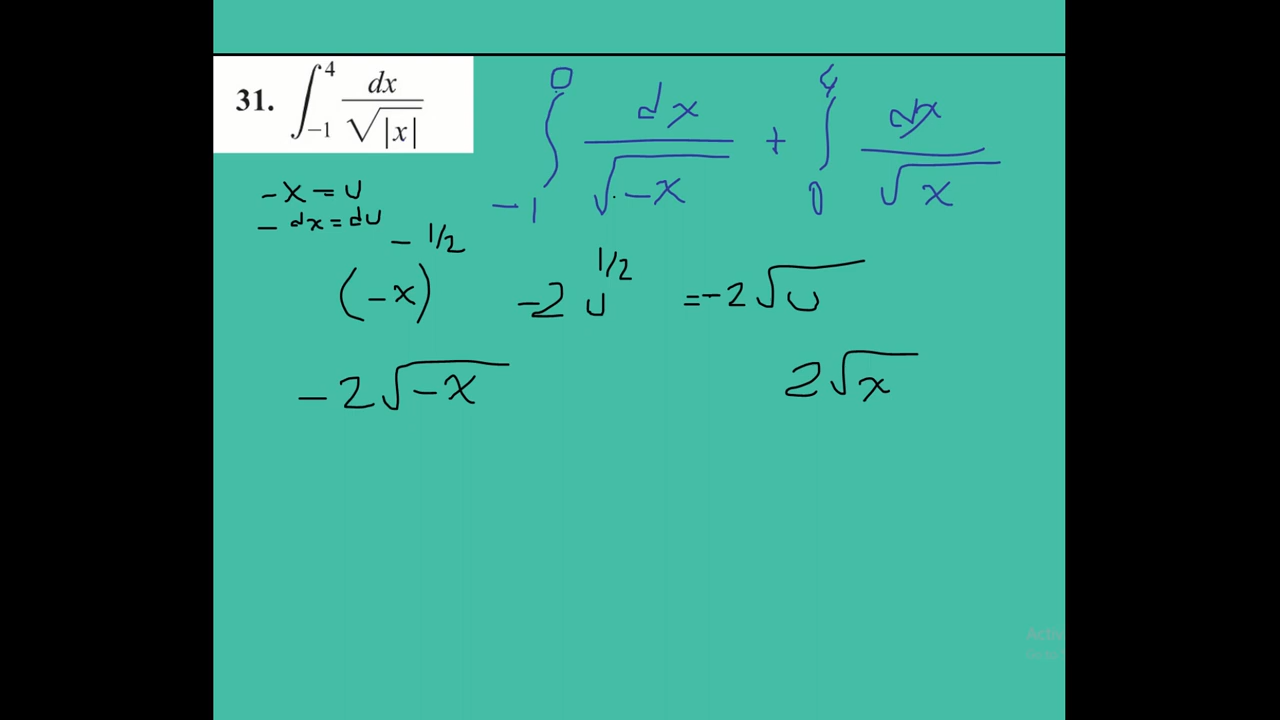 31. ∫_{-1}^{4} dx/√|x|
∫_{-1}^{0} dx/√-x + ∫_{0}^{4} dx/√x
-x = u
- dx = du
(-x)^{-1/2} -2 u^{1/2} = -2√u
-2√-x 2√x